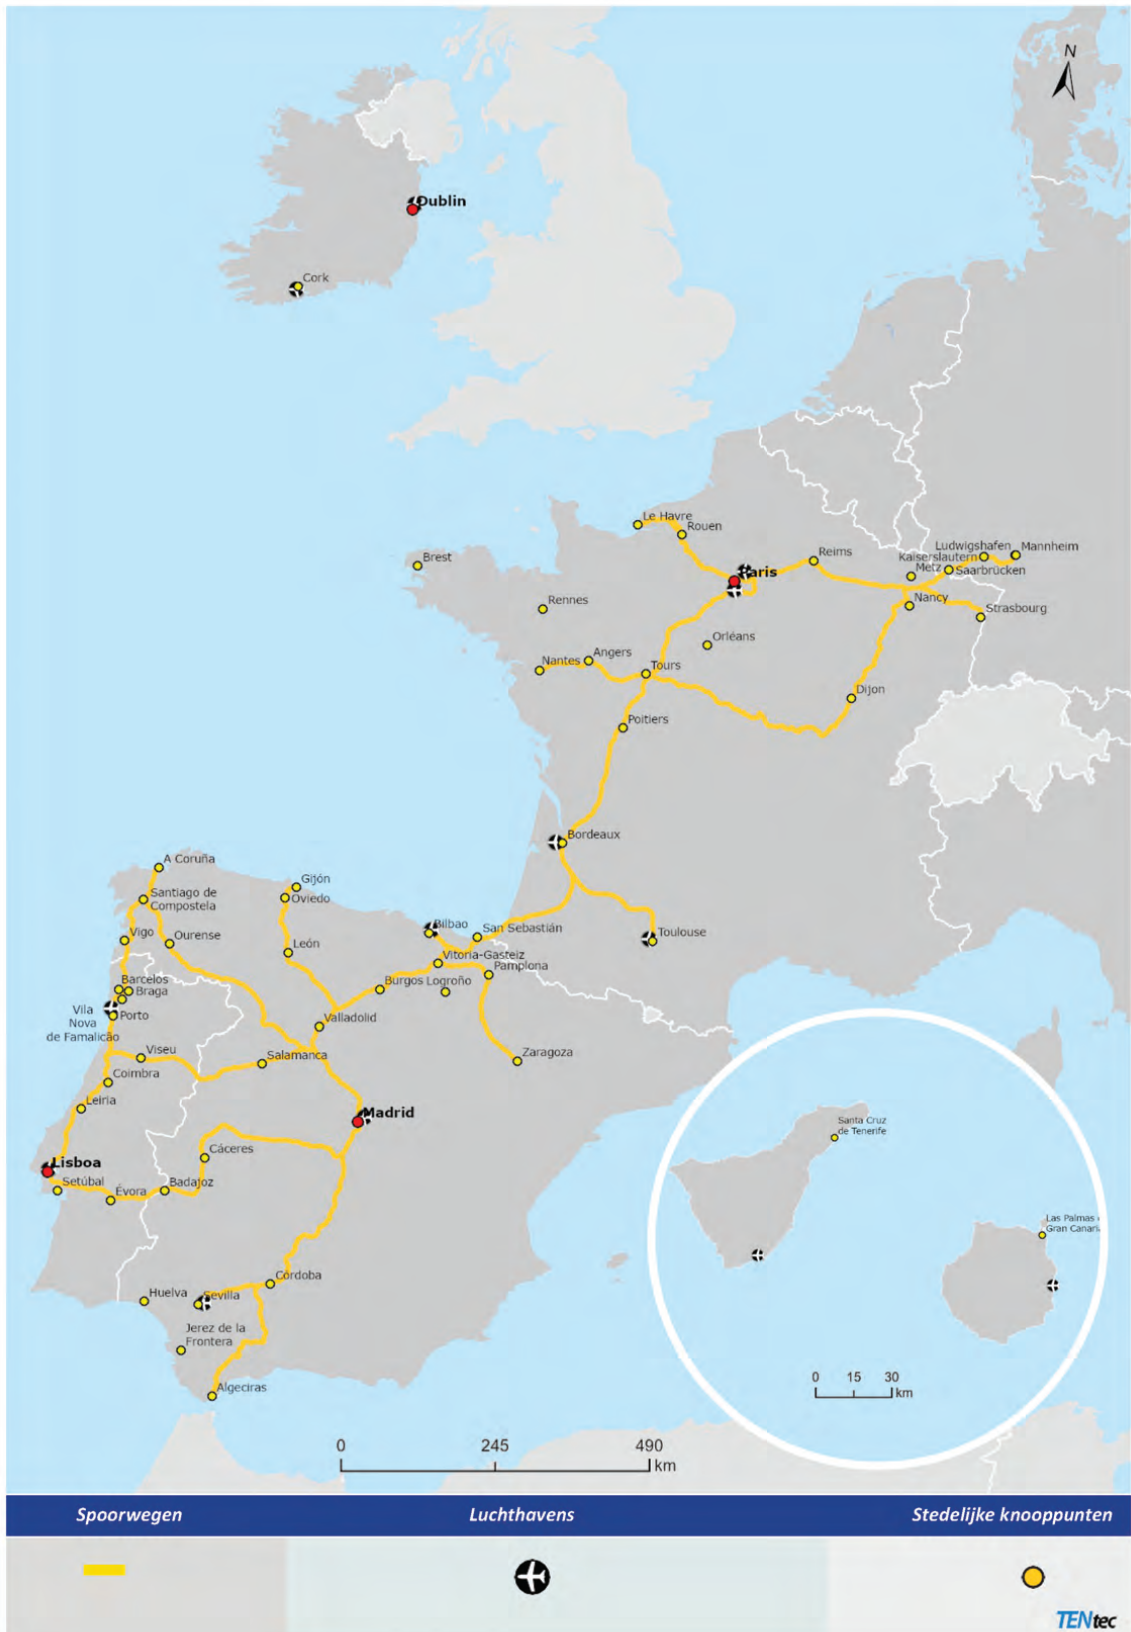 N
Dublin
Cork
Le Havre
Rouen
Brest
Paris
Reims
Ludwigshafen
Mannheim
Kaiserslautern
Metz
Saarbrücken
Nancy
Strasbourg
Rennes
Orléans
Nantes
Angers
Tours
Dijon
Poitiers
Bordeaux
A Coruña
Gijón
Oviedo
Santiago de
Compostela
Vigo
Ourense
León
Bilbao
San Sebastián
Toulouse
Vitoria-Gasteiz
Pamplona
Burgos
Logroño
Barcelos
Braga
Vila
Nova
de Famalicão
Porto
Valladolid
Viseu
Salamanca
Zaragoza
Coimbra
Leiria
Madrid
Cáceres
Lisboa
Setúbal
Évora
Badajoz
Córdoba
Huelva
Sevilla
Jerez de la
Frontera
Algeciras
Santa Cruz
de Tenerife
Las Palmas
Gran Canaria
0 15 30
km
0 245 490
km
Spoorwegen Luchthavens Stedelijke knooppunten
TENtec